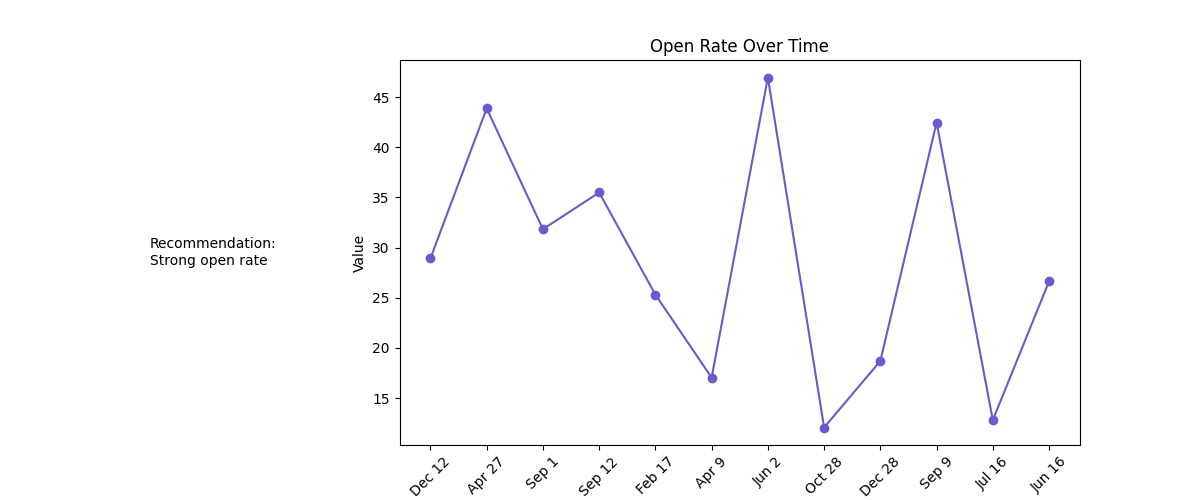 Open Rate Over Time
Recommendation:
Strong open rate
Value
45
40
35
30
25
20
15
Dec 12
Apr 27
Sep 1
Sep 12
Feb 17
Apr 9
Jun 2
Oct 28
Dec 28
Sep 9
Jul 16
Jun 16